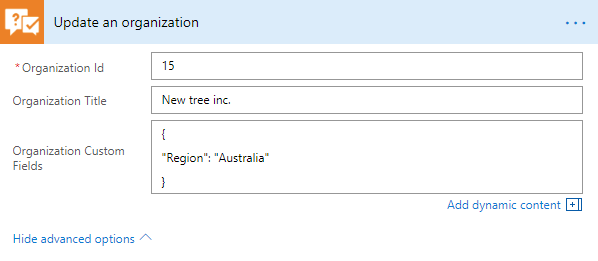 Update an organization
* Organization Id
15
Organization Title
New tree inc.
Organization Custom
Fields
{
"Region": "Australia"
}
Add dynamic content
Hide advanced options